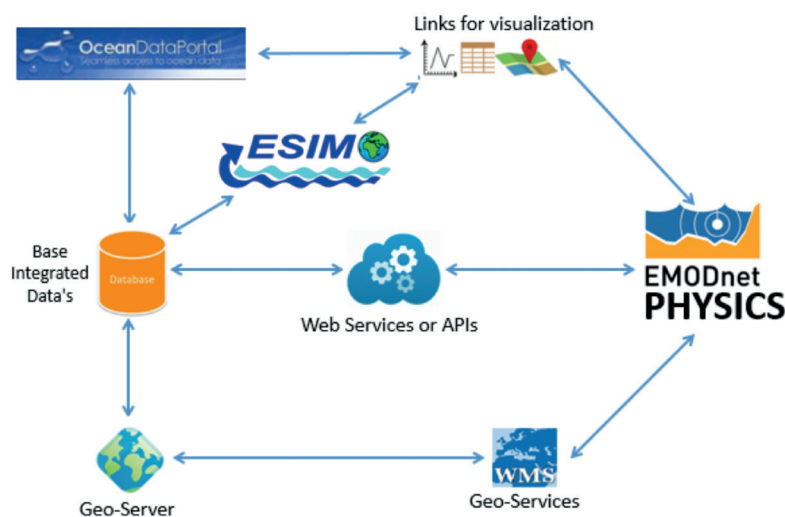 Links for visualization
OceanDataPortal
Seamless access to ocean data
ESIMO
Base
Integrated
Data's
Database
Web Services or APIs
EMODnet
PHYSICS
WMS
Geo-Server
Geo-Services